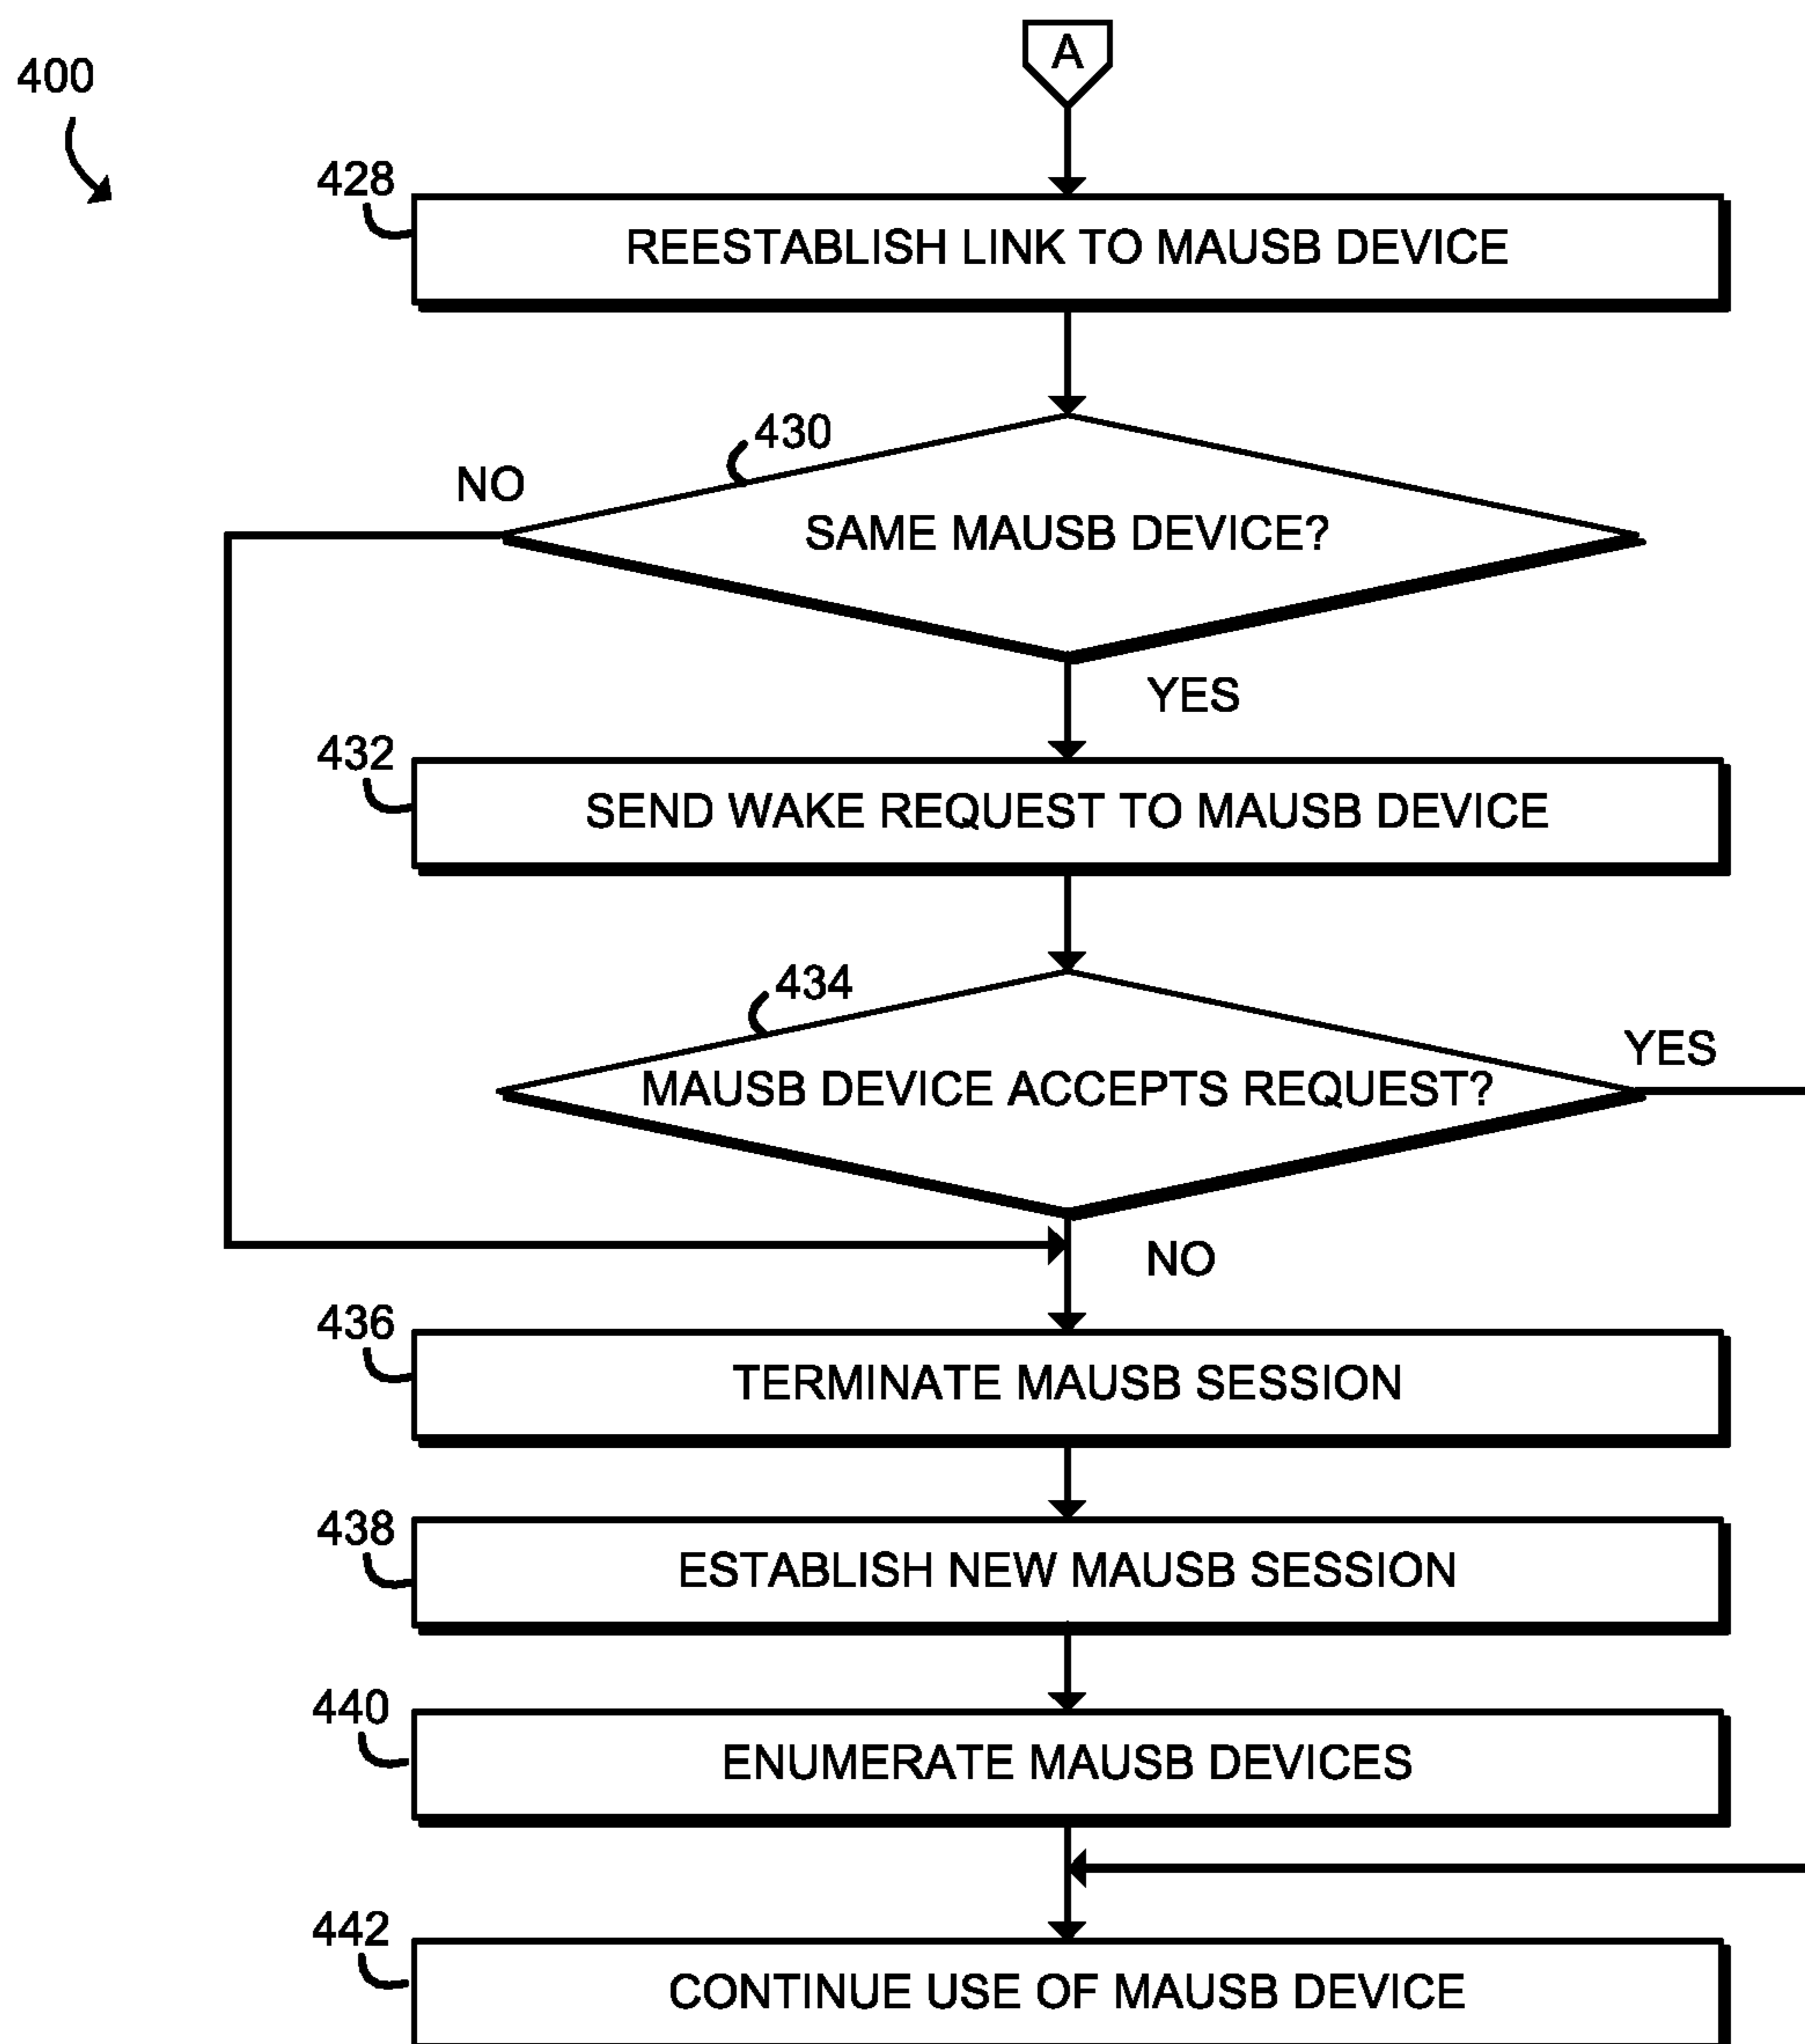 A
400
428
REESTABLISH LINK TO MAUSB DEVICE
430
NO
SAME MAUSB DEVICE?
YES
432
SEND WAKE REQUEST TO MAUSB DEVICE
434
YES
MAUSB DEVICE ACCEPTS REQUEST?
NO
436
TERMINATE MAUSB SESSION
438
ESTABLISH NEW MAUSB SESSION
440
ENUMERATE MAUSB DEVICES
442
CONTINUE USE OF MAUSB DEVICE